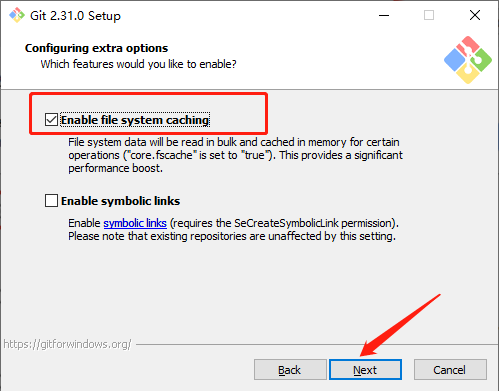 Git 2.31.0 Setup
Configuring extra options
Which features would you like to enable?
Enable file system caching
File system data will be read in bulk and cached in memory for certain
operations ("core.fscache" is set to "true"). This provides a significant
performance boost.
Enable symbolic links
Enable symbolic links (requires the SeCreateSymbolicLink permission).
Please note that existing repositories are unaffected by this setting.
https://gitforwindows.org/
Back Next Cancel